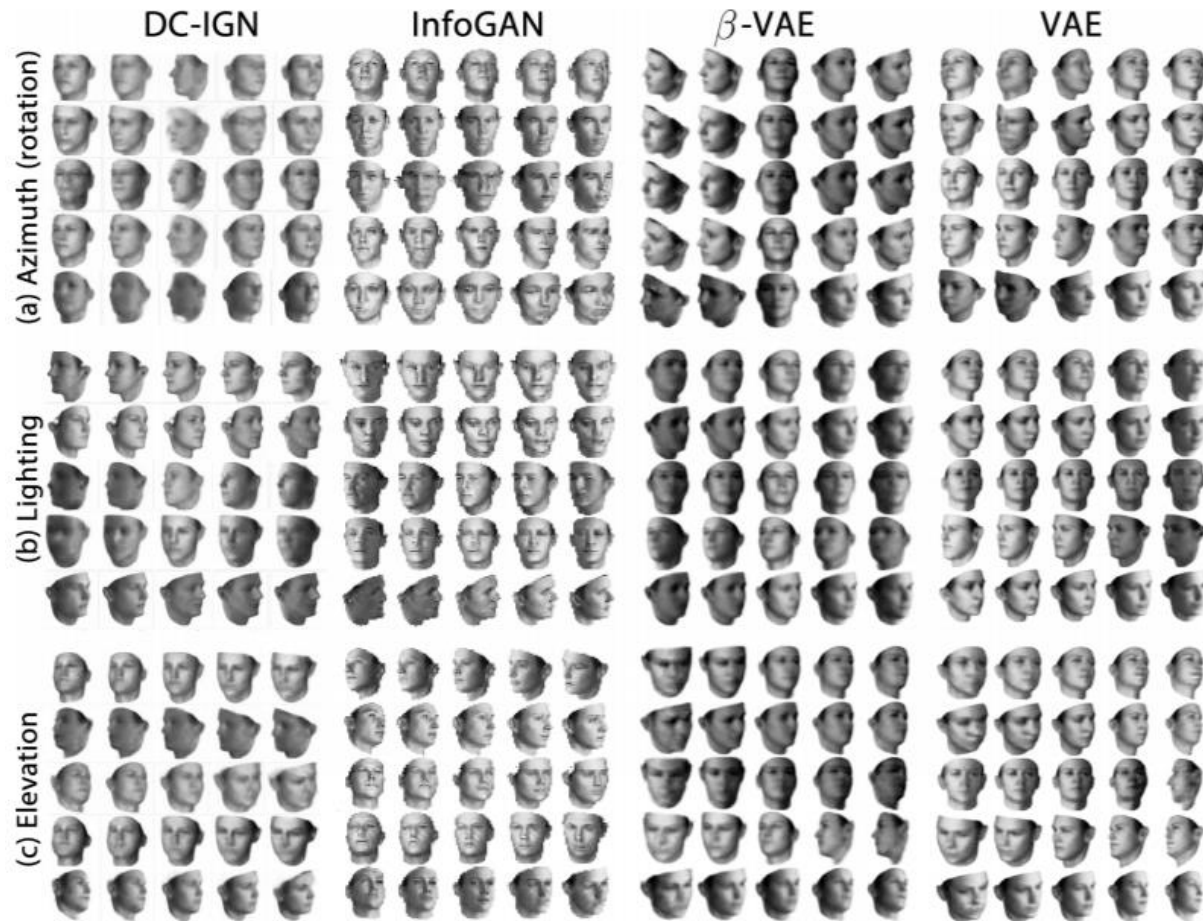 DC-IGN InfoGAN β-VAE VAE
(a) Azimuth (rotation)
(b) Lighting
(c) Elevation